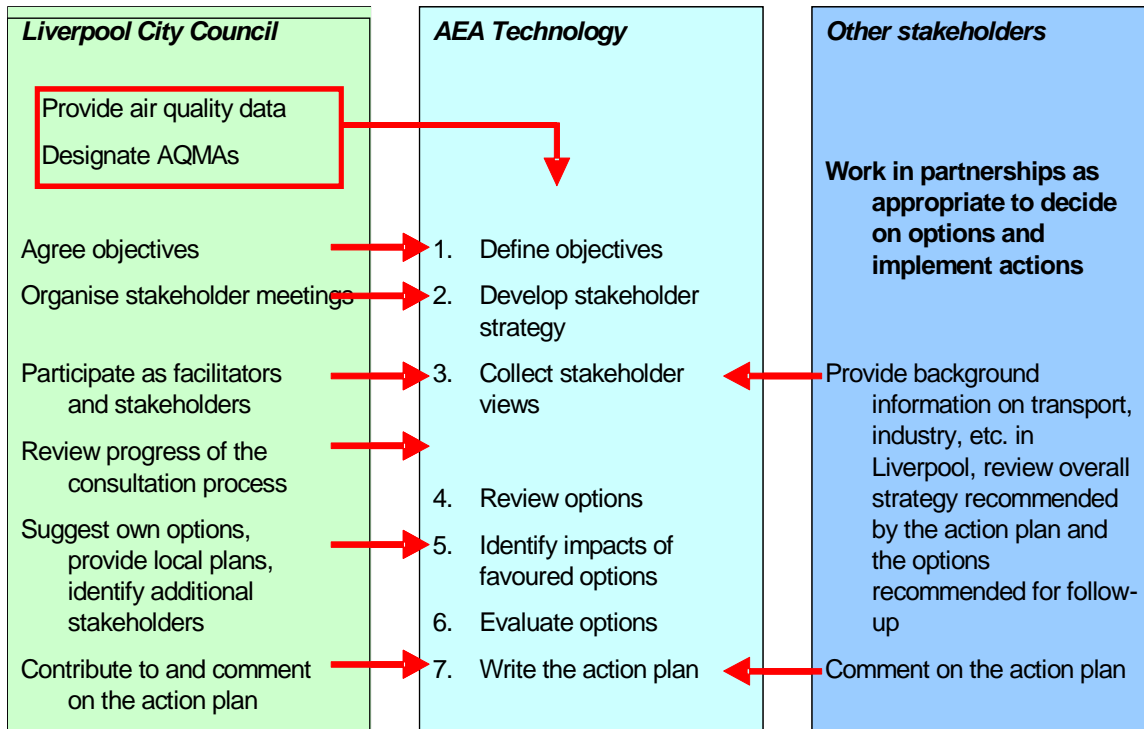 Liverpool City Council
Provide air quality data
Designate AQMAs
Agree objectives
Organise stakeholder meetings
Participate as facilitators
and stakeholders
Review progress of the
consultation process
Suggest own options,
provide local plans,
identify additional
stakeholders
Contribute to and comment
on the action plan
AEA Technology
1. Define objectives
2. Develop stakeholder
strategy
3. Collect stakeholder
views
4. Review options
5. Identify impacts of
favoured options
6. Evaluate options
7. Write the action plan
Other stakeholders
Work in partnerships as
appropriate to decide
on options and
implement actions
Provide background
information on transport,
industry, etc. in
Liverpool, review overall
strategy recommended
by the action plan and
the options
recommended for follow-
up
Comment on the action plan